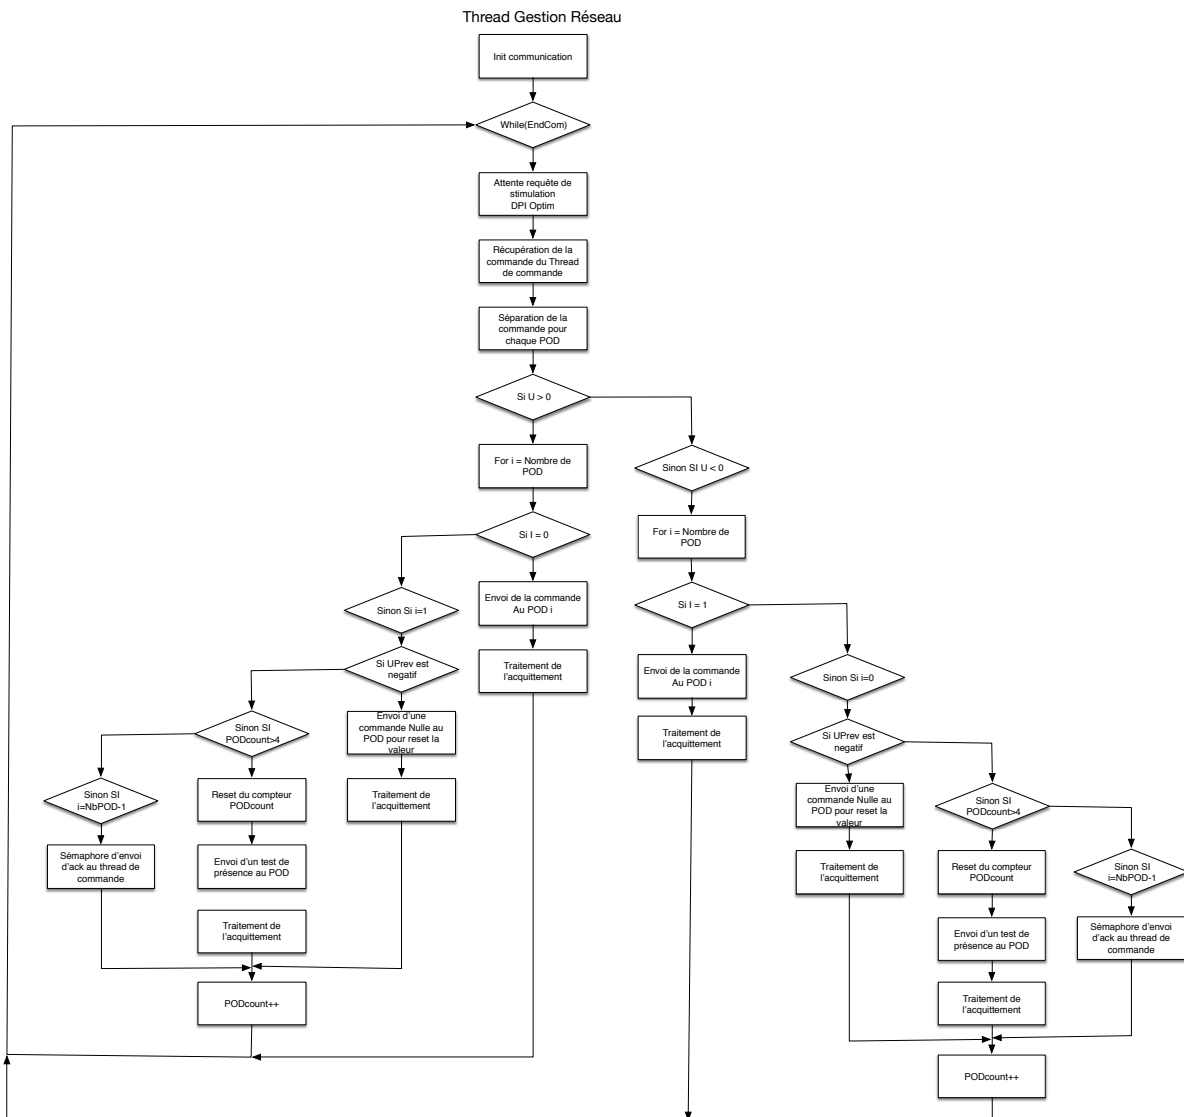 Thread Gestion Réseau
Init communication
While(EndCom)
Attente requête de
stimulation
DPI Optim
Récupération de la
commande du Thread
de commande
Séparation de la
commande pour
chaque POD
Si U > 0
For i = Nombre de
POD
Si I = 0
Envoi de la commande
Au POD i
Traitement de
l'acquittement
Sinon Si i=1
Si UPrev est
negatif
Envoi d'une
commande Nulle au
POD pour reset la
valeur
Traitement de
l'acquittement
Sinon SI
PODcount>4
Reset du compteur
PODcount
Envoi d'un test de
présence au POD
Traitement de
l'acquittement
Sinon SI
i=NbPOD-1
Sémaphore d'envoi
d'ack au thread de
commande
PODcount++
Sinon SI U < 0
For i = Nombre de
POD
Si I = 1
Envoi de la commande
Au POD i
Traitement de
l'acquittement
Sinon Si i=0
Si UPrev est
negatif
Envoi d'une
commande Nulle au
POD pour reset la
valeur
Traitement de
l'acquittement
Sinon SI
PODcount>4
Reset du compteur
PODcount
Envoi d'un test de
présence au POD
Traitement de
l'acquittement
Sinon SI
i=NbPOD-1
Sémaphore d'envoi
d'ack au thread de
commande
PODcount++